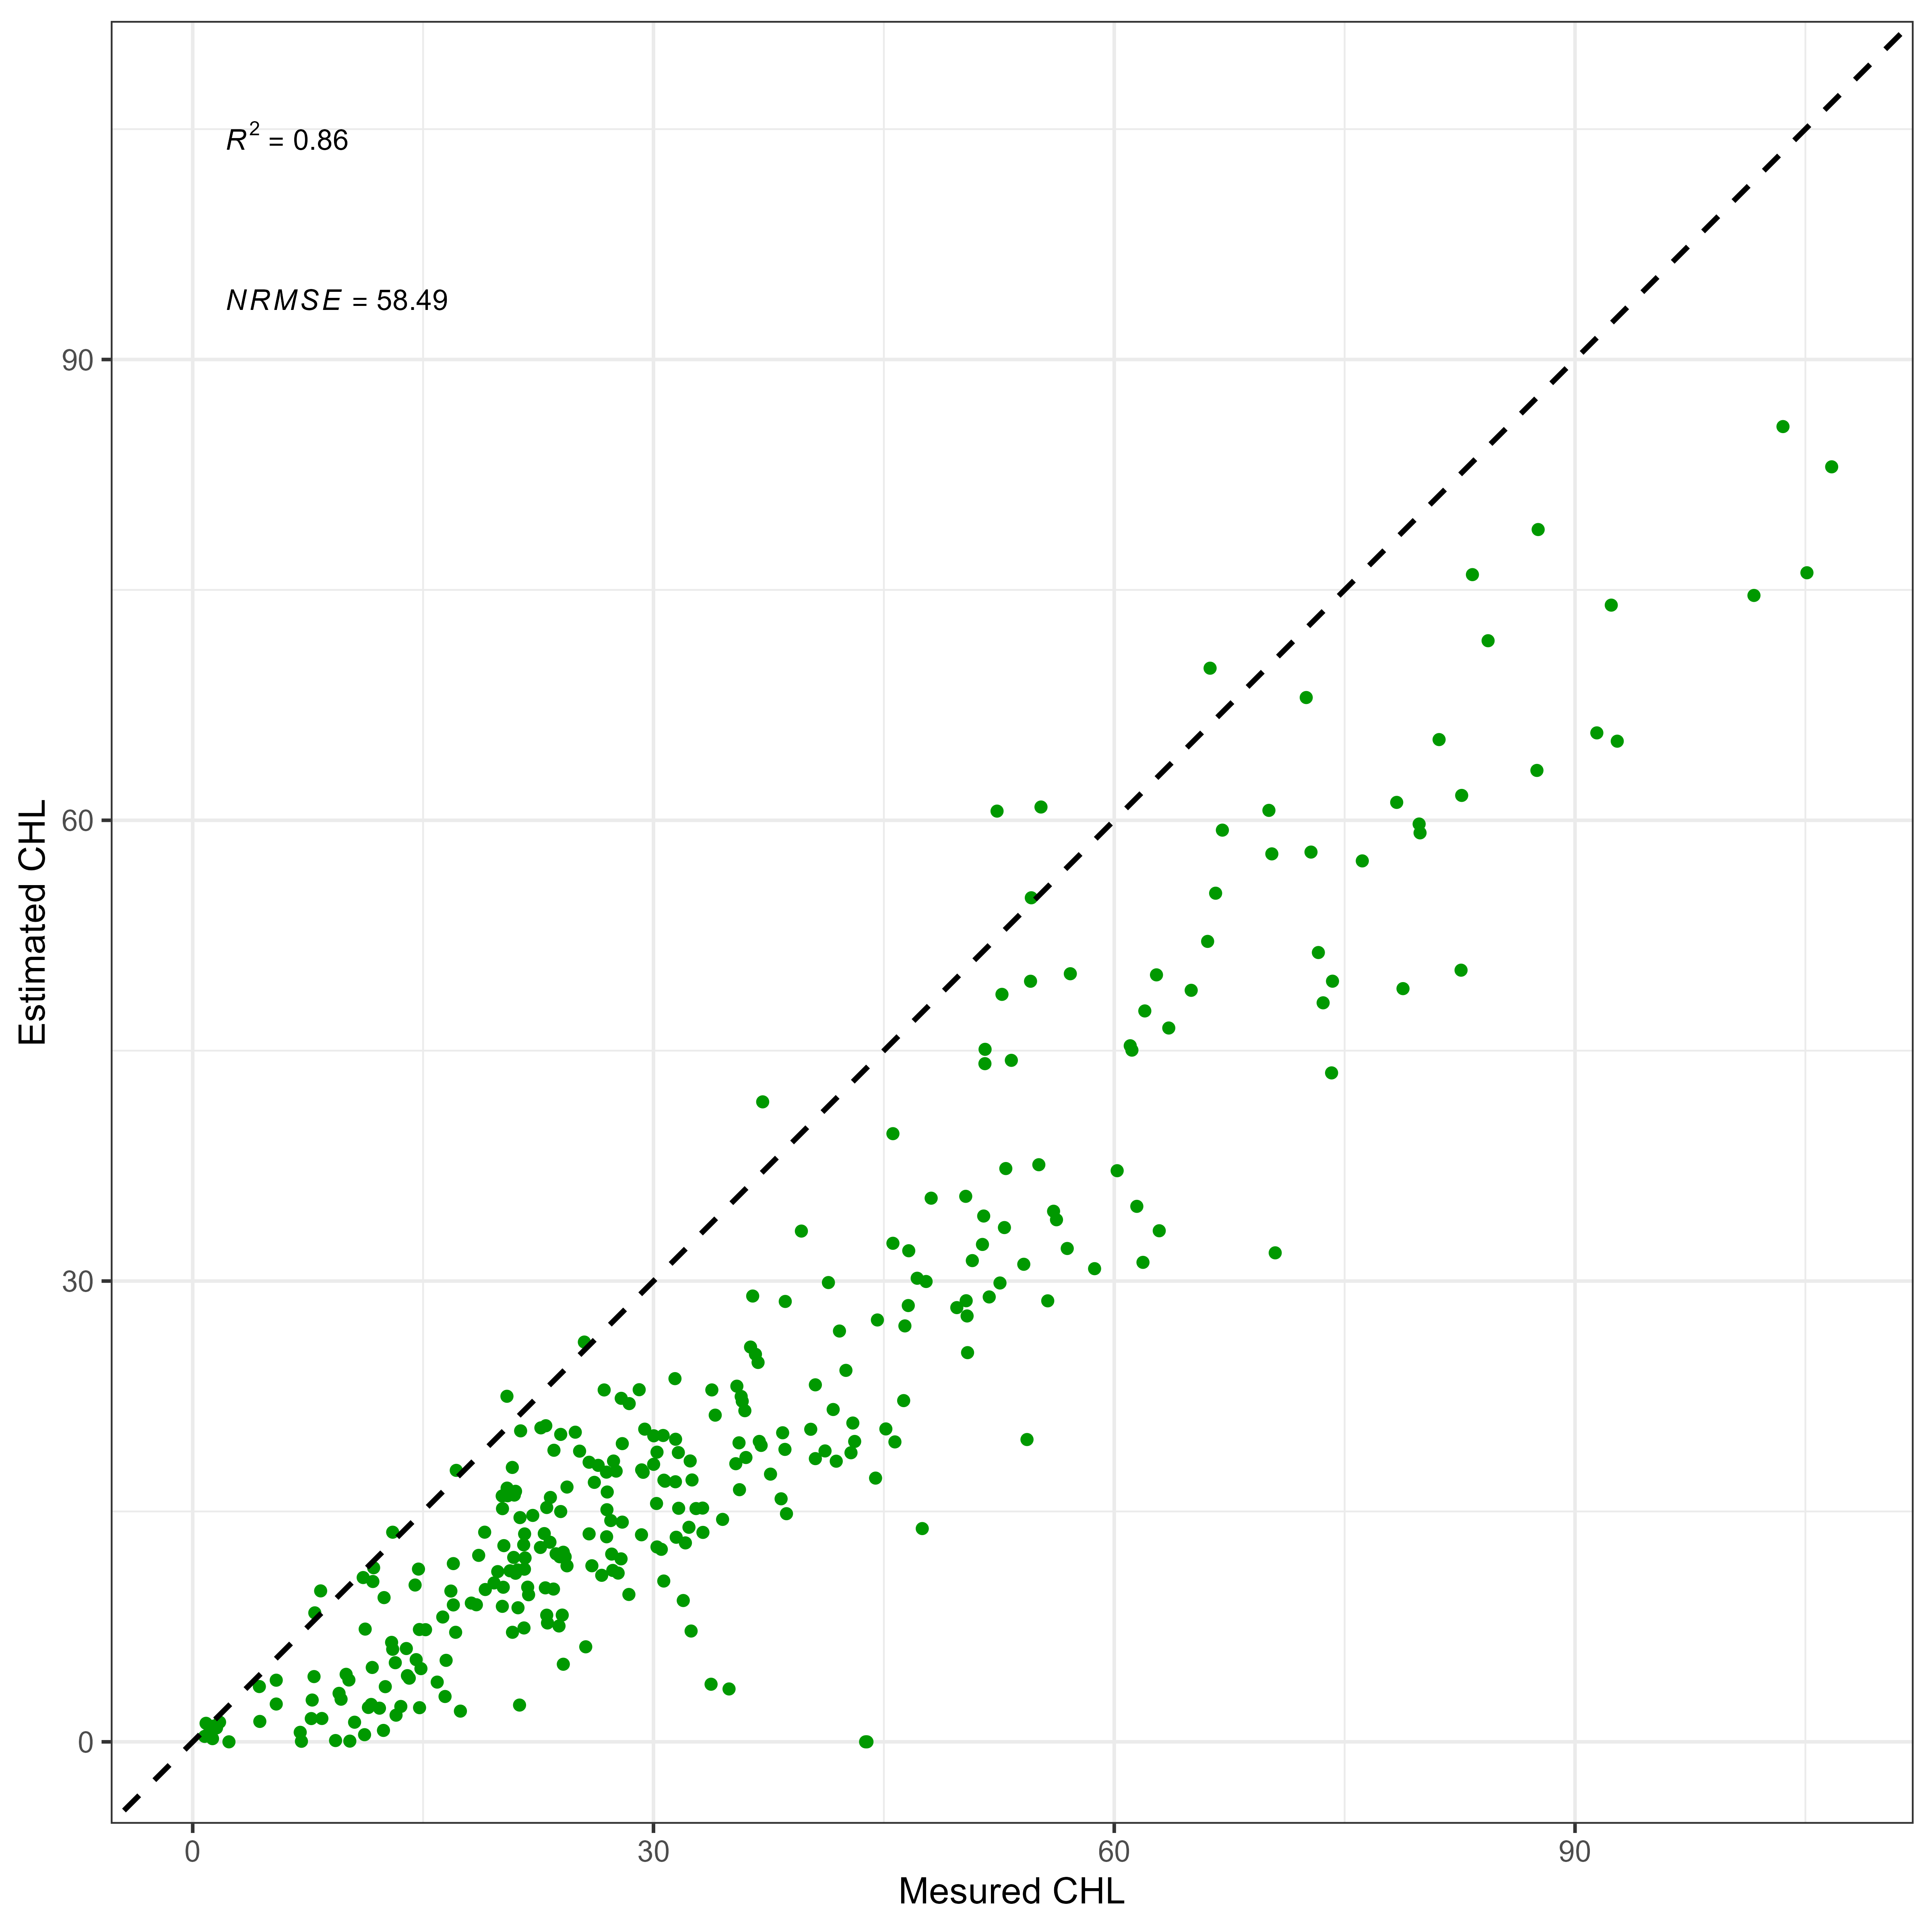 R² = 0.86
NRMSE = 58.49
90
60
30
0
Estimated CHL
0 30 60 90
Mesured CHL